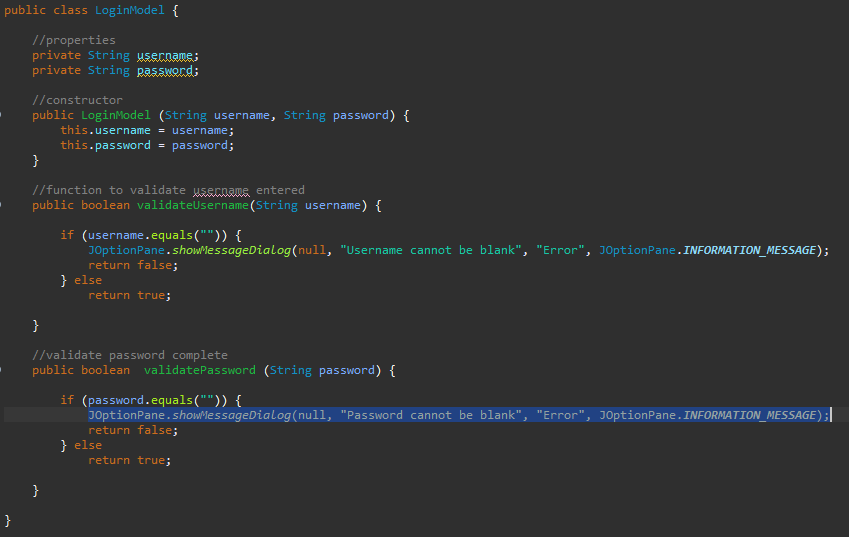 public class LoginModel {
//properties
private String username;
private String password;
//constructor
public LoginModel (String username, String password) {
this.username = username;
this.password = password;
}
//function to validate username entered
public boolean validateUsername(String username) {
if (username.equals("")) {
JOptionPane.showMessageDialog(null, "Username cannot be blank", "Error", JOptionPane.INFORMATION_MESSAGE);
return false;
} else
return true;
}
//validate password complete
public boolean  validatePassword (String password) {
if (password.equals("")) {
JOptionPane.showMessageDialog(null, "Password cannot be blank", "Error", JOptionPane.INFORMATION_MESSAGE);
return false;
} else
return true;
}
}